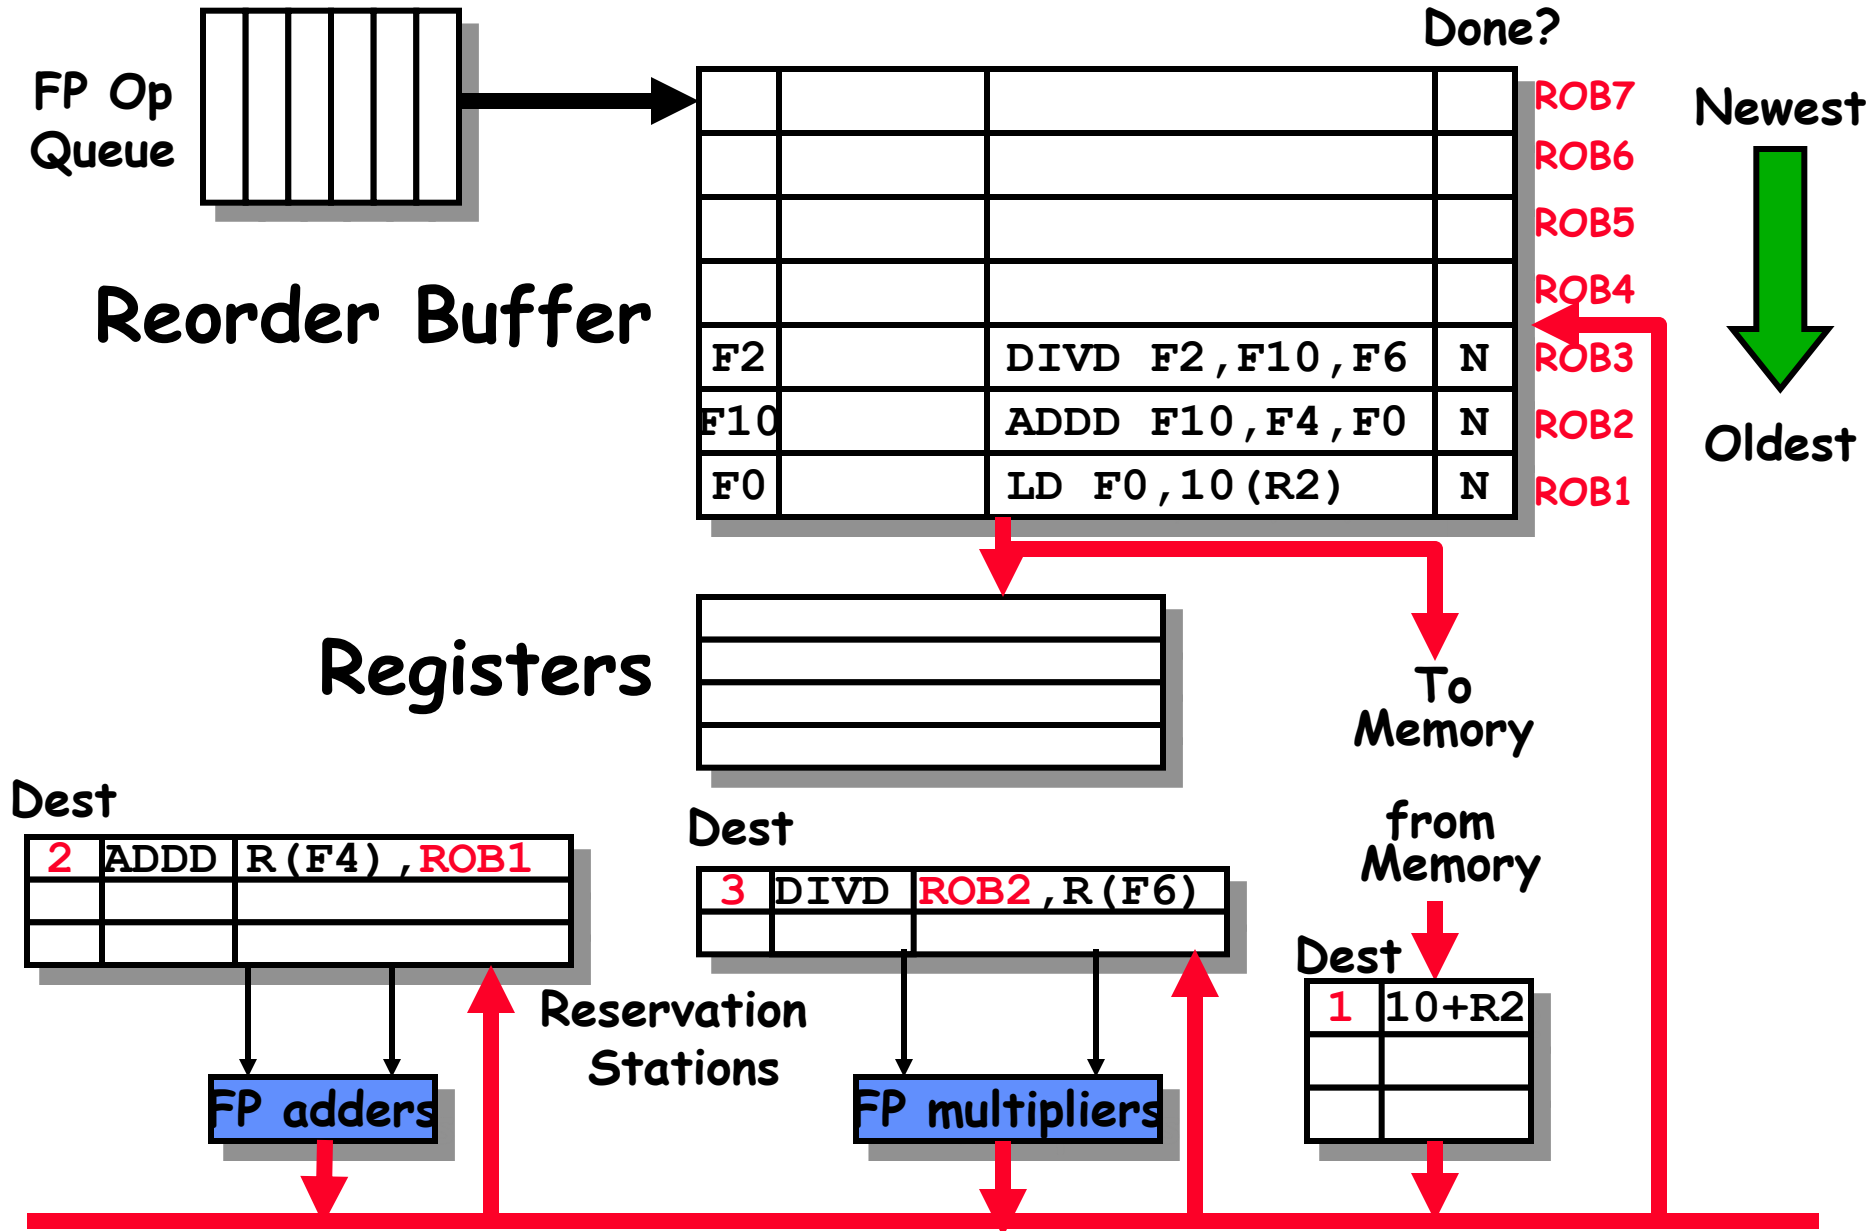 Done?
FP Op
Queue
ROB7
Newest
ROB6
ROB5
Reorder Buffer
ROB4
F2 DIVD F2,F10,F6 N ROB3
F10 ADDD F10,F4,F0 N ROB2
Oldest
F0 LD F0,10(R2) N ROB1
Registers
To
Memory
Dest
2 ADDD R(F4),ROB1
Dest
3 DIVD ROB2,R(F6)
from
Memory
Dest
1 10+R2
Reservation
Stations
FP adders
FP multipliers